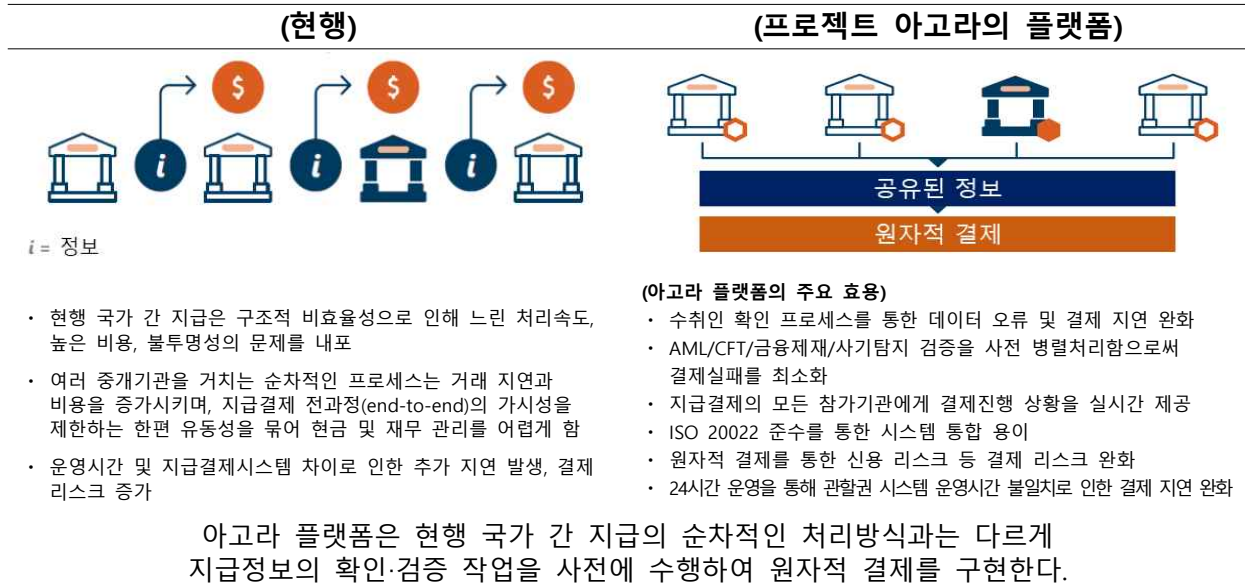 (현행)
i
i
i
$
$
$
i = 정보
· 현행 국가 간 지급은 구조적 비효율성으로 인해 느린 처리속도,
높은 비용, 불투명성의 문제를 내포
· 여러 중개기관을 거치는 순차적인 프로세스는 거래 지연과
비용을 증가시키며, 지급결제 전과정(end-to-end)의 가시성을
제한하는 한편 유동성을 묶어 현금 및 재무 관리를 어렵게 함
· 운영시간 및 지급결제시스템 차이로 인한 추가 지연 발생, 결제
리스크 증가
(프로젝트 아고라의 플랫폼)
공유된 정보
원자적 결제
(아고라 플랫폼의 주요 효용)
· 수취인 확인 프로세스를 통한 데이터 오류 및 결제 지연 완화
· AML/CFT/금융제재/사기탐지 검증을 사전 병렬처리함으로써
결제실패를 최소화
· 지급결제의 모든 참가기관에게 결제진행 상황을 실시간 제공
· ISO 20022 준수를 통한 시스템 통합 용이
· 원자적 결제를 통한 신용 리스크 등 결제 리스크 완화
· 24시간 운영을 통해 관할권 시스템 운영시간 불일치로 인한 결제 지연 완화
아고라 플랫폼은 현행 국가 간 지급의 순차적인 처리방식과는 다르게
지급정보의 확인·검증 작업을 사전에 수행하여 원자적 결제를 구현한다.